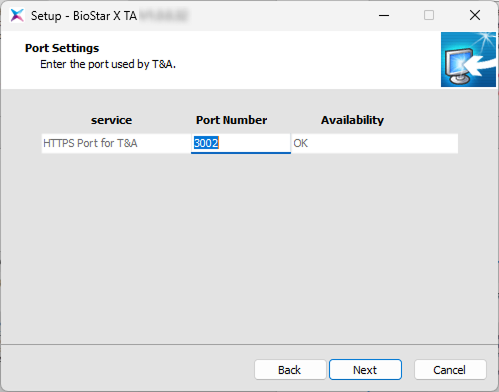 Setup - BioStar X TA
Port Settings
Enter the port used by T&A.
service Port Number Availability
HTTPS Port for T&A 3002 OK
Back Next Cancel